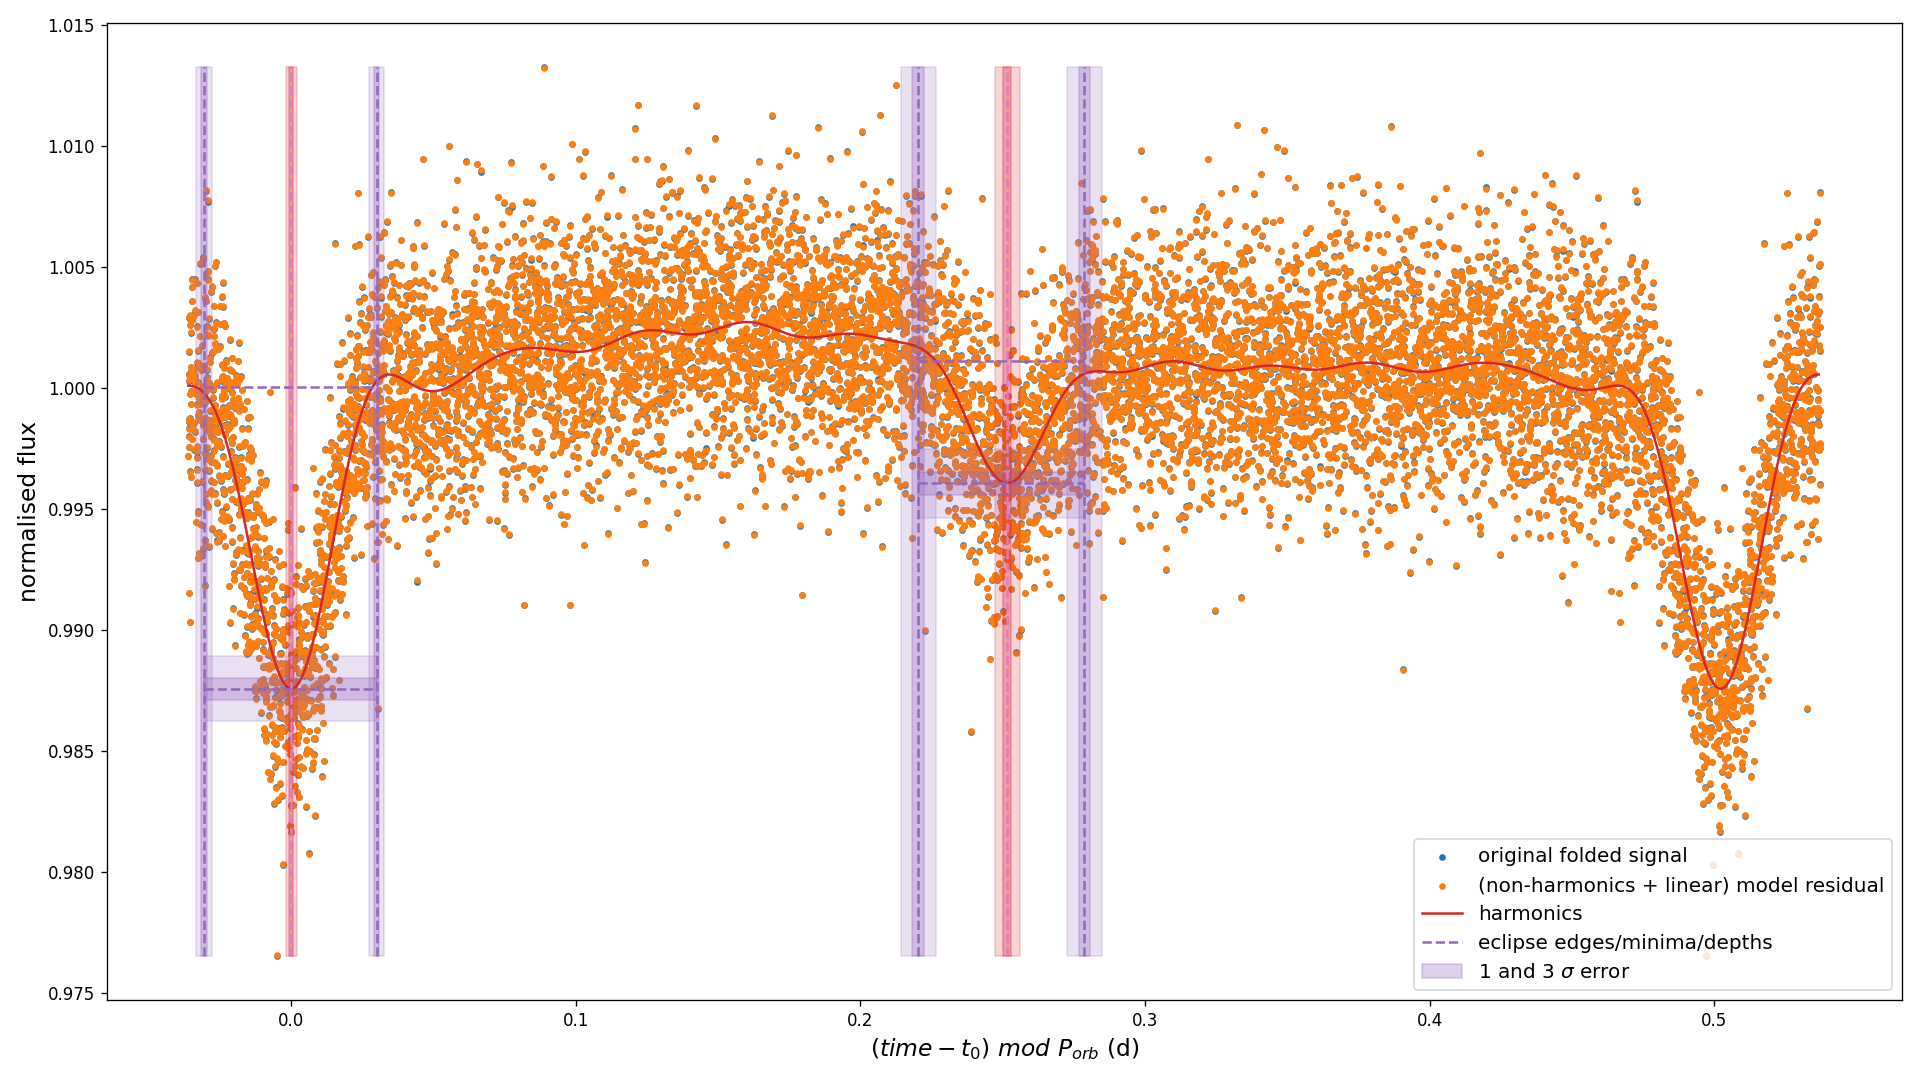 1.015
1.010
1.005
1.000
0.995
0.990
0.985
0.980
0.975
normalised flux
0.0 0.1 0.2 0.3 0.4 0.5
(time − t₀) mod Pₒᵣb (d)
original folded signal
(non-harmonics + linear) model residual
harmonics
eclipse edges/minima/depths
1 and 3 σ error